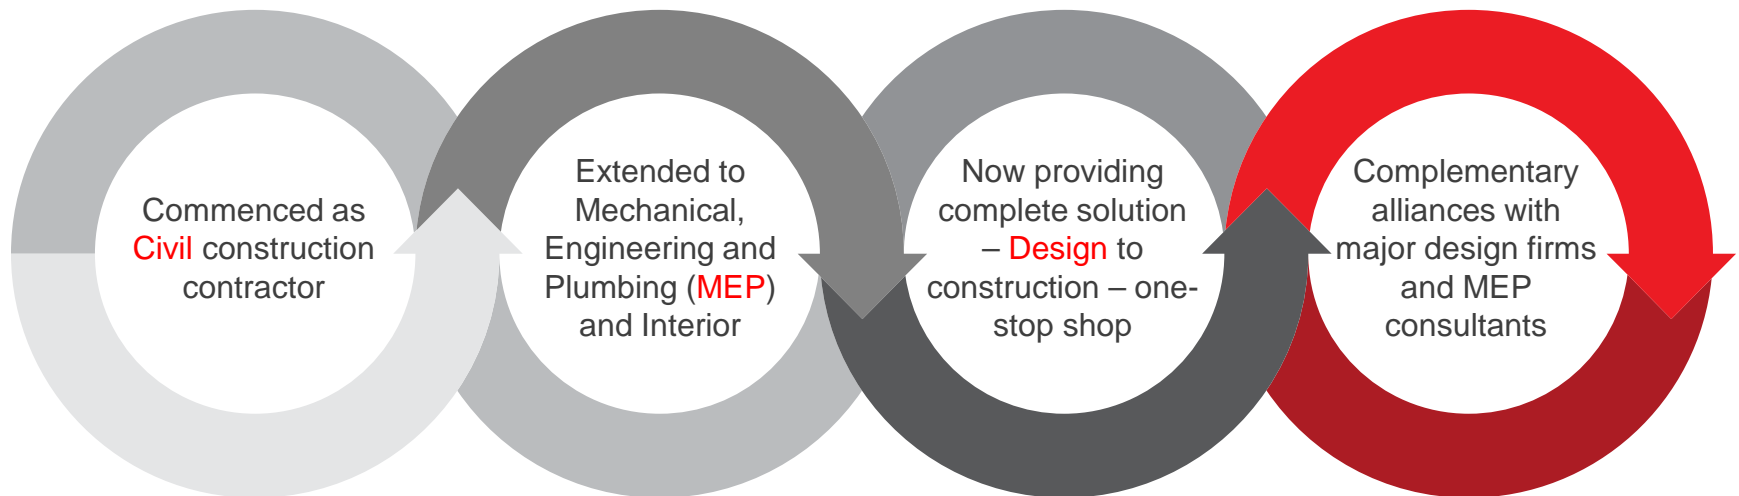 Commenced as
Civil construction
contractor
Extended to
Mechanical,
Engineering and
Plumbing (MEP)
and Interior
Now providing
complete solution
– Design to
construction – one-
stop shop
Complementary
alliances with
major design firms
and MEP
consultants